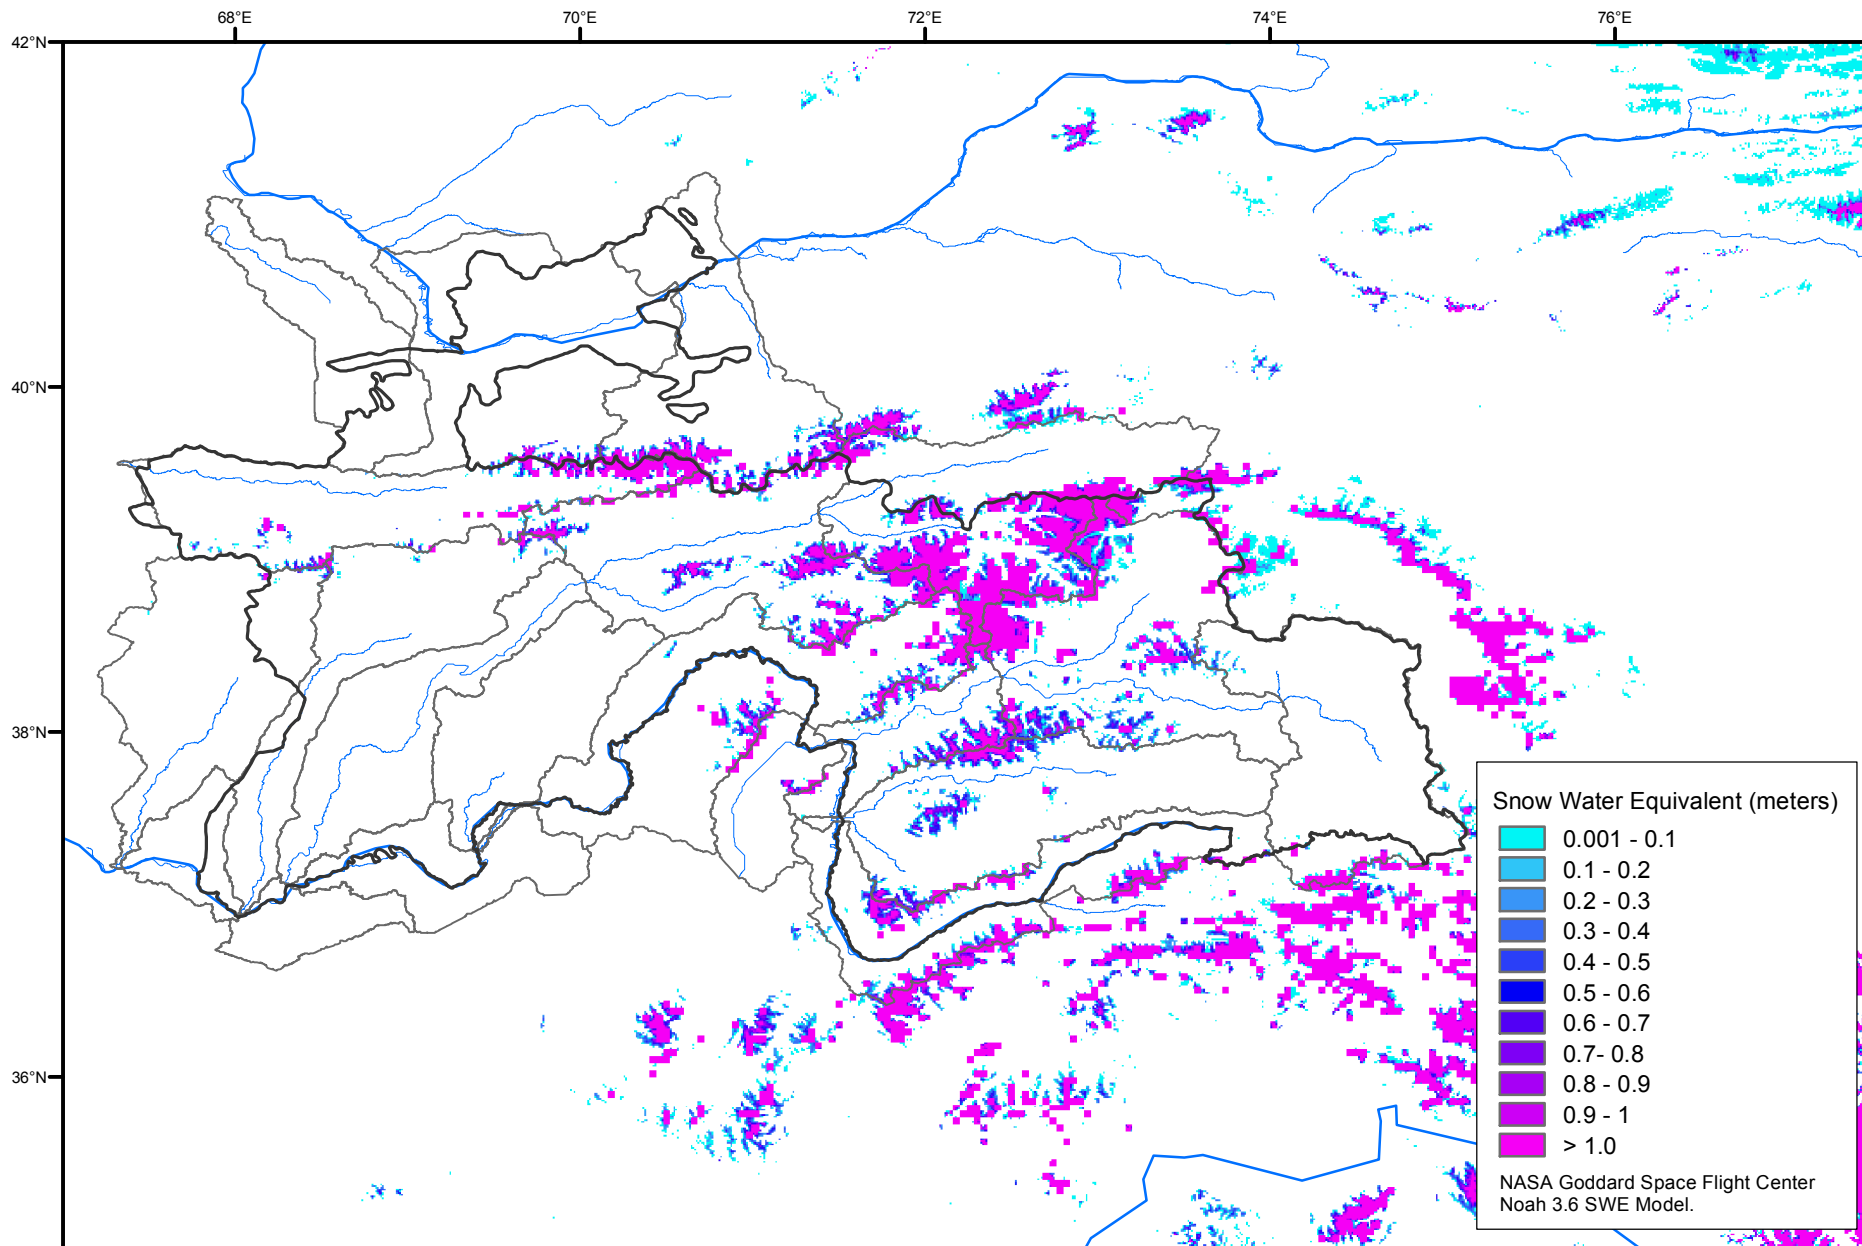 68°E 70°E 72°E 74°E 76°E
42°N
40°N
38°N
36°N
Snow Water Equivalent (meters)
0.001 - 0.1
0.1 - 0.2
0.2 - 0.3
0.3 - 0.4
0.4 - 0.5
0.5 - 0.6
0.6 - 0.7
0.7- 0.8
0.8 - 0.9
0.9 - 1
> 1.0
NASA Goddard Space Flight Center
Noah 3.6 SWE Model.